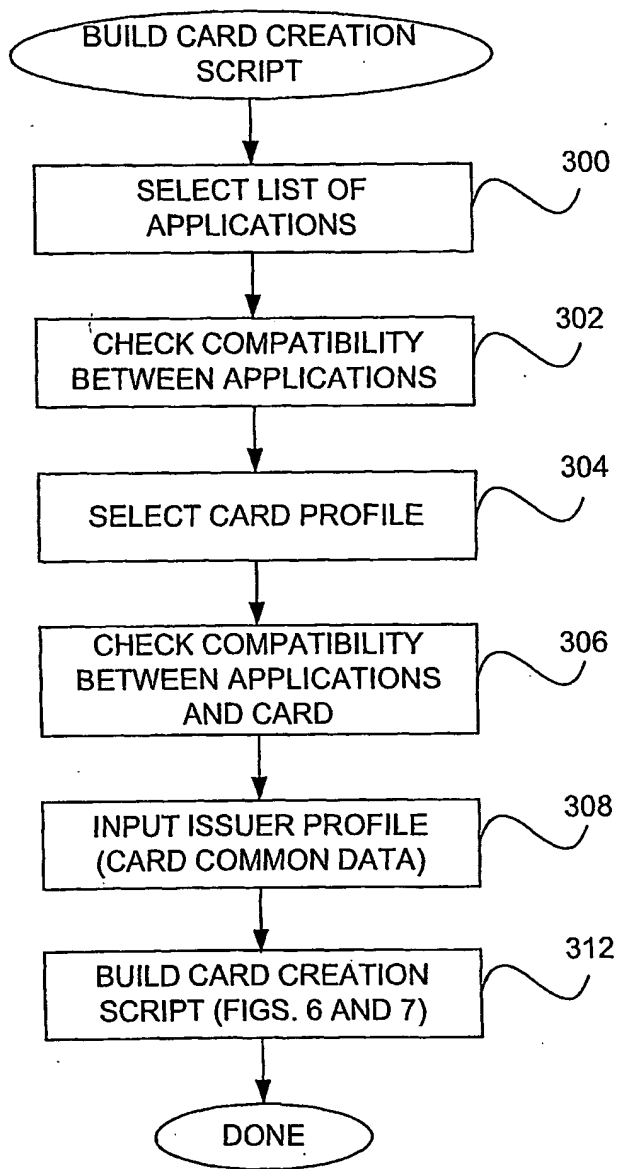 BUILD CARD CREATION
SCRIPT
300
SELECT LIST OF
APPLICATIONS
302
CHECK COMPATIBILITY
BETWEEN APPLICATIONS
304
SELECT CARD PROFILE
306
CHECK COMPATIBILITY
BETWEEN APPLICATIONS
AND CARD
308
INPUT ISSUER PROFILE
(CARD COMMON DATA)
312
BUILD CARD CREATION
SCRIPT (FIGS. 6 AND 7)
DONE